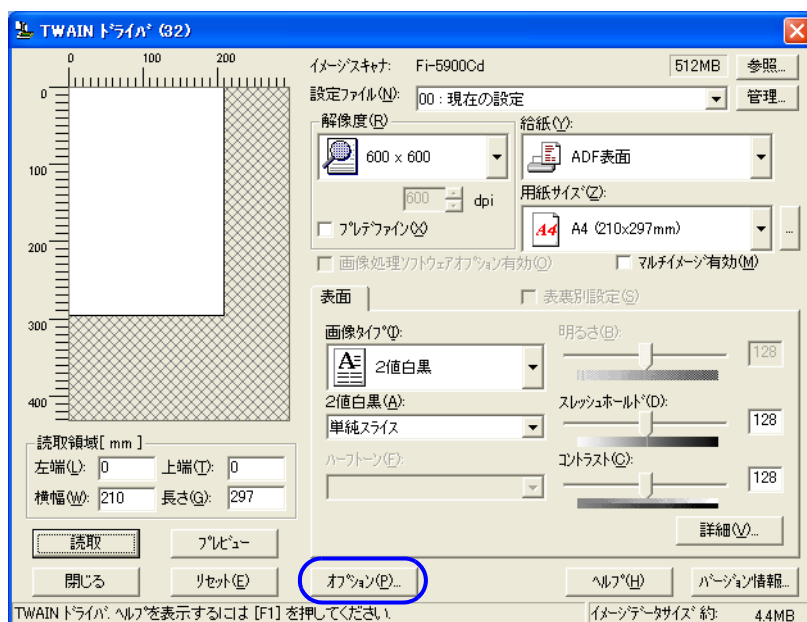 TWAIN ﾄﾞﾗｲﾊﾞ (32)
0 100 200
0
100
200
300
400
イメージスキャナ: Fi-5900Cd 512MB 参照...
設定ファイル(N): 00 : 現在の設定 管理...
解像度(R)
600 × 600
600 dpi
プレデファイン(X)
給紙(Y):
ADF表面
用紙サイズ(Z):
A4 A4 (210x297mm) ...
画像処理ソフトウェアオプション有効(O) マルチイメージ有効(M)
表面 表裏別設定(S)
画像タイプ(I):
A 2値白黒
2値白黒(A):
単純スライス
ハーフトーン(F):
明るさ(B):
128
スレッシュホールド(D):
128
コントラスト(C):
128
詳細(V)...
読取領域[ mm ]
左端(L): 0 上端(T): 0
横幅(W): 210 長さ(G): 297
読取 プレビュー
閉じる リセット(E) オプション(P)... ヘルプ(H) バージョン情報...
TWAIN ドライバ. ヘルプを表示するには [F1] を押してください. イメージデータサイズ 約: 4.4MB